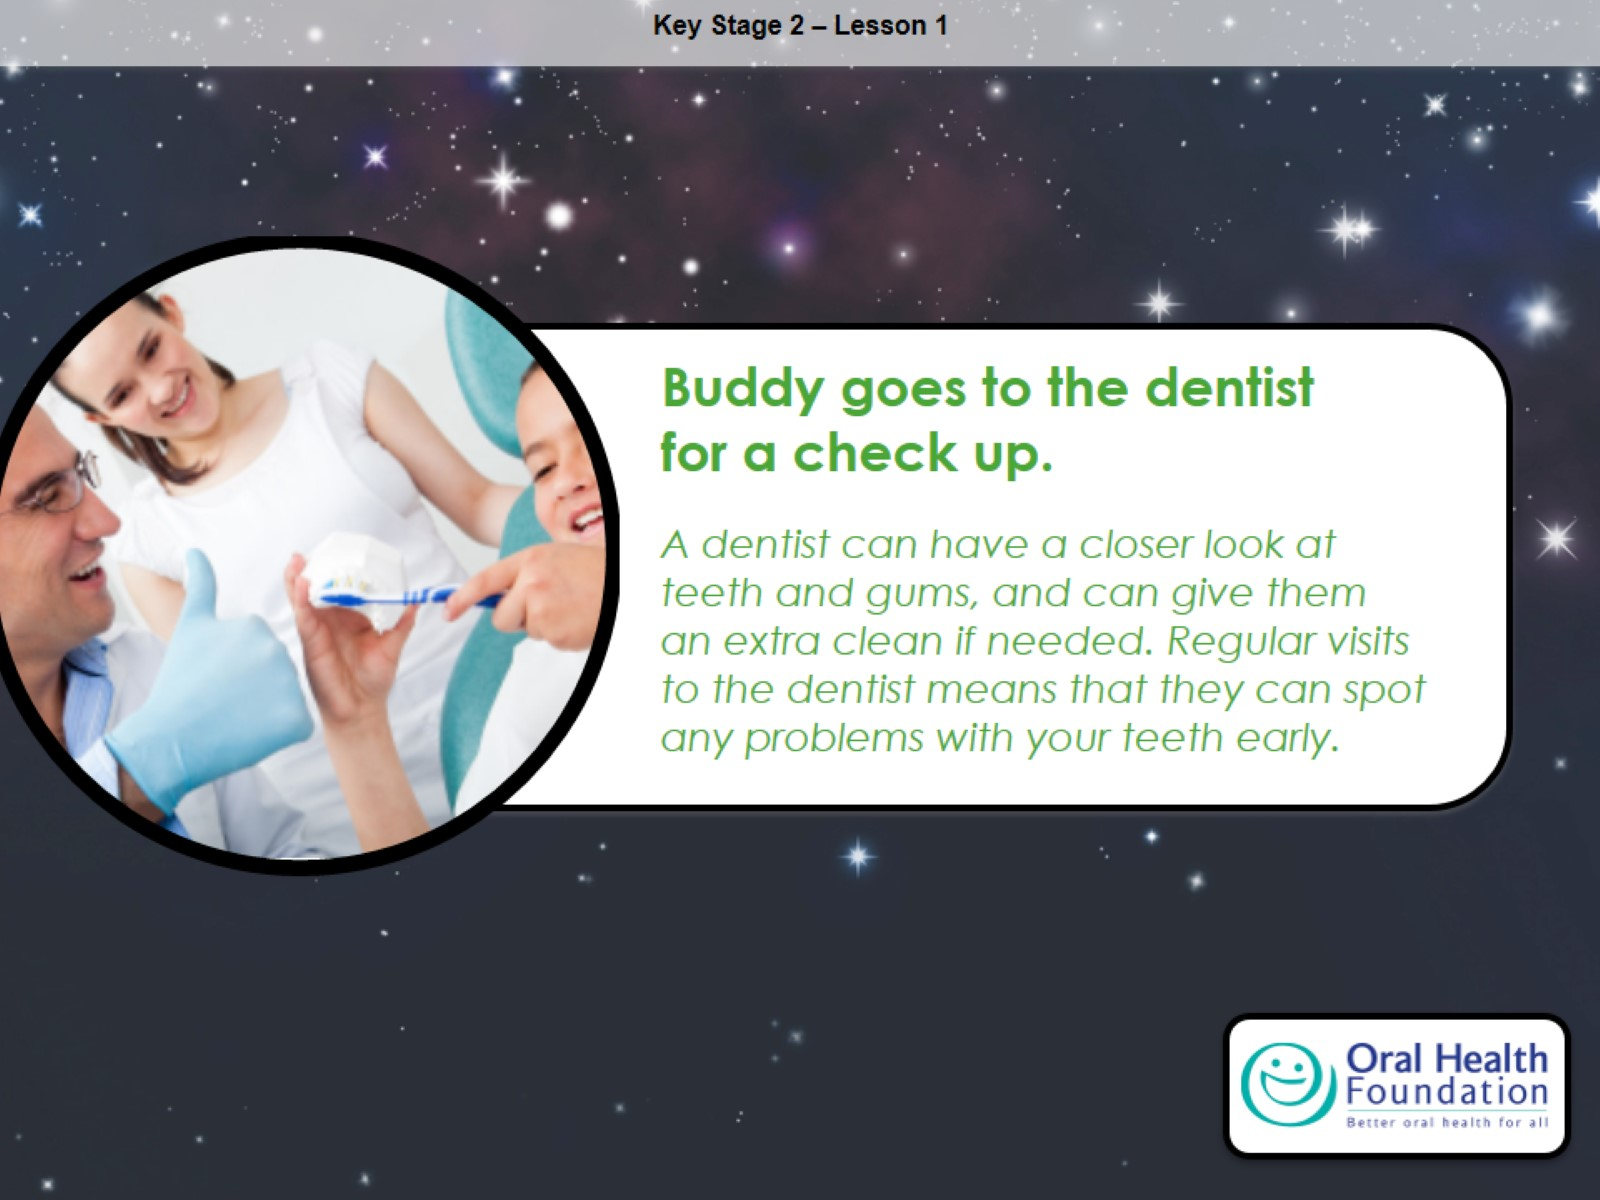 Key Stage 2 – Lesson 1
Buddy goes to the dentist
for a check up.
A dentist can have a closer look at
teeth and gums, and can give them
an extra clean if needed. Regular visits
to the dentist means that they can spot
any problems with your teeth early.
Oral Health
Foundation
Better oral health for all